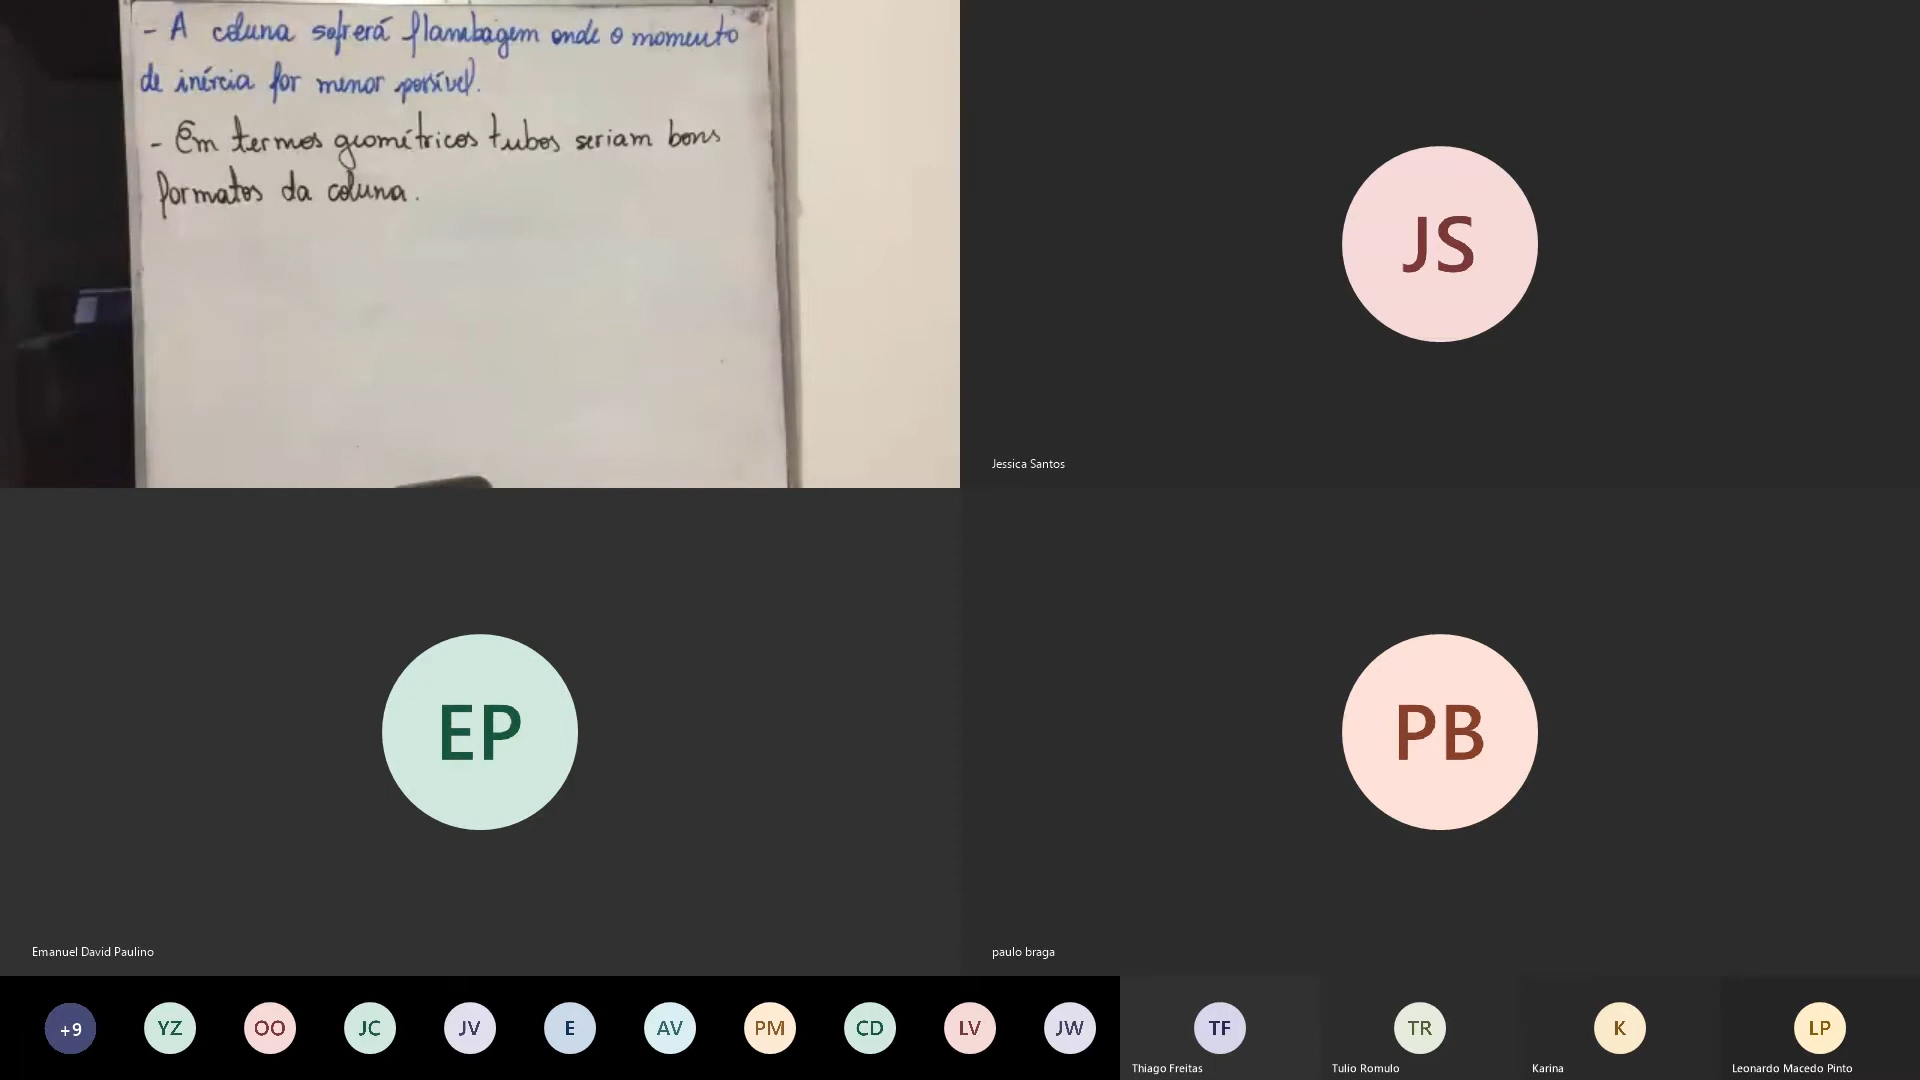 - A coluna sofrerá flambagem onde o momento
de inércia for menor possível.
- Em termos geométricos tubos seriam bons
formatos da coluna.
JS
Jessica Santos
EP
Emanuel David Paulino
PB
paulo braga
+9
YZ
OO
JC
JV
E
AV
PM
CD
LV
JW
TF
Thiago Freitas
TR
Tulio Romulo
K
Karina
LP
Leonardo Macedo Pinto